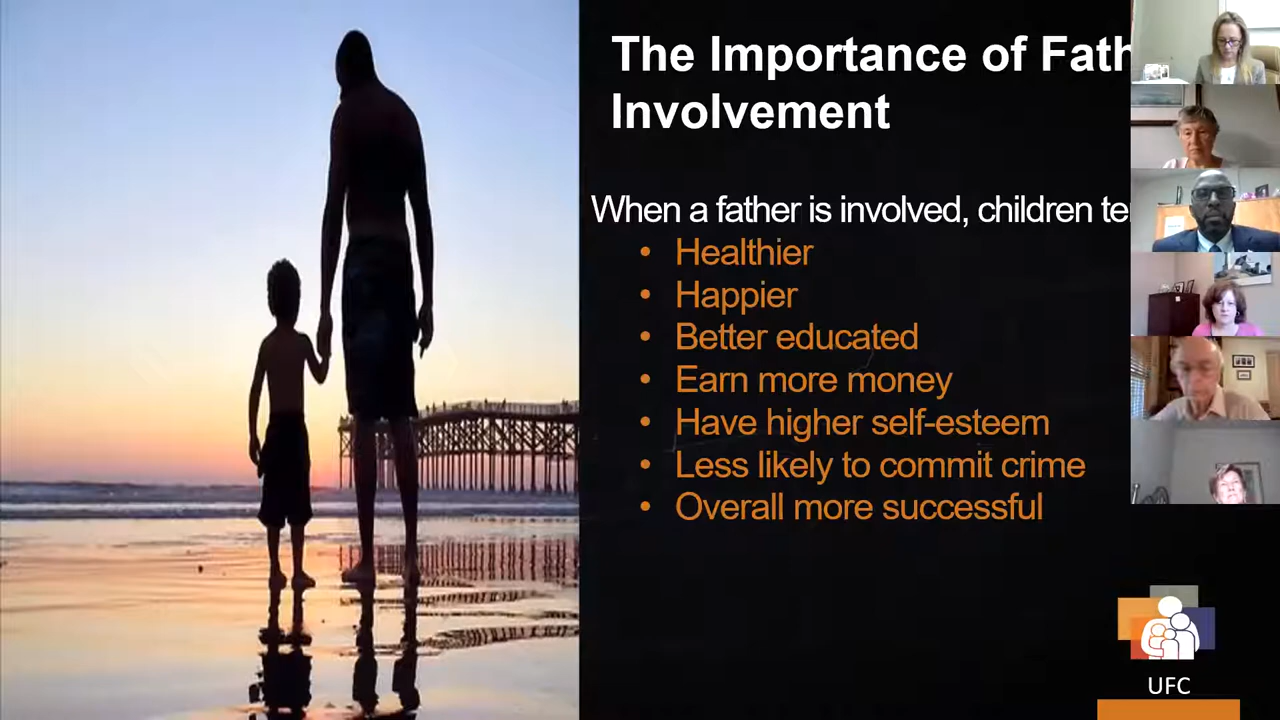 The Importance of Fath
Involvement
When a father is involved, children te
• Healthier
• Happier
• Better educated
• Earn more money
• Have higher self-esteem
• Less likely to commit crime
• Overall more successful
UFC